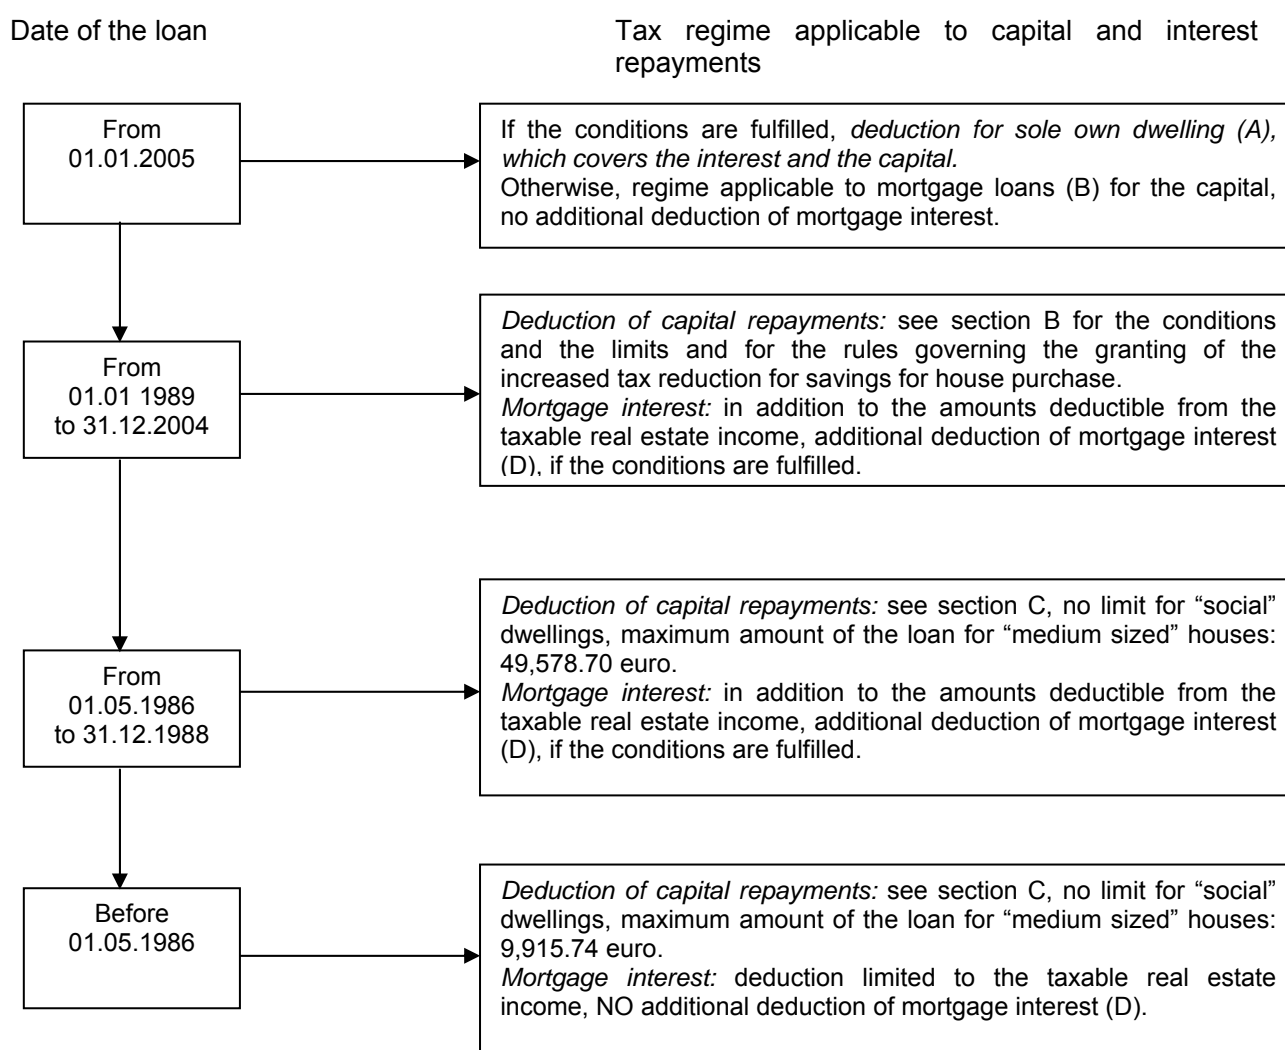 Date of the loan
Tax regime applicable to capital and interest
repayments
From
01.01.2005
If the conditions are fulfilled, deduction for sole own dwelling (A),
which covers the interest and the capital.
Otherwise, regime applicable to mortgage loans (B) for the capital,
no additional deduction of mortgage interest.
From
01.01 1989
to 31.12.2004
Deduction of capital repayments: see section B for the conditions
and the limits and for the rules governing the granting of the
increased tax reduction for savings for house purchase.
Mortgage interest: in addition to the amounts deductible from the
taxable real estate income, additional deduction of mortgage interest
(D), if the conditions are fulfilled.
From
01.05.1986
to 31.12.1988
Deduction of capital repayments: see section C, no limit for “social”
dwellings, maximum amount of the loan for “medium sized” houses:
49,578.70 euro.
Mortgage interest: in addition to the amounts deductible from the
taxable real estate income, additional deduction of mortgage interest
(D), if the conditions are fulfilled.
Before
01.05.1986
Deduction of capital repayments: see section C, no limit for “social”
dwellings, maximum amount of the loan for “medium sized” houses:
9,915.74 euro.
Mortgage interest: deduction limited to the taxable real estate
income, NO additional deduction of mortgage interest (D).